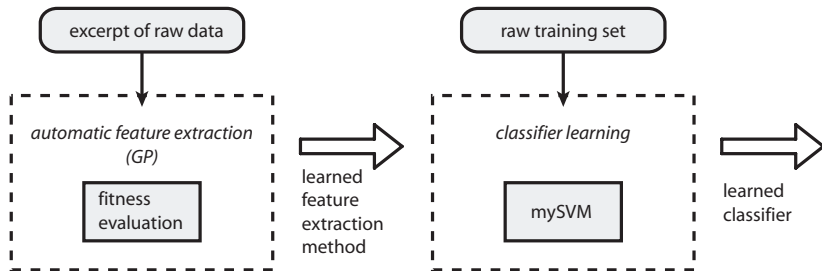 excerpt of raw data
raw training set
automatic feature extraction
(GP)
fitness
evaluation
learned
feature
extraction
method
classifier learning
mySVM
learned
classifier